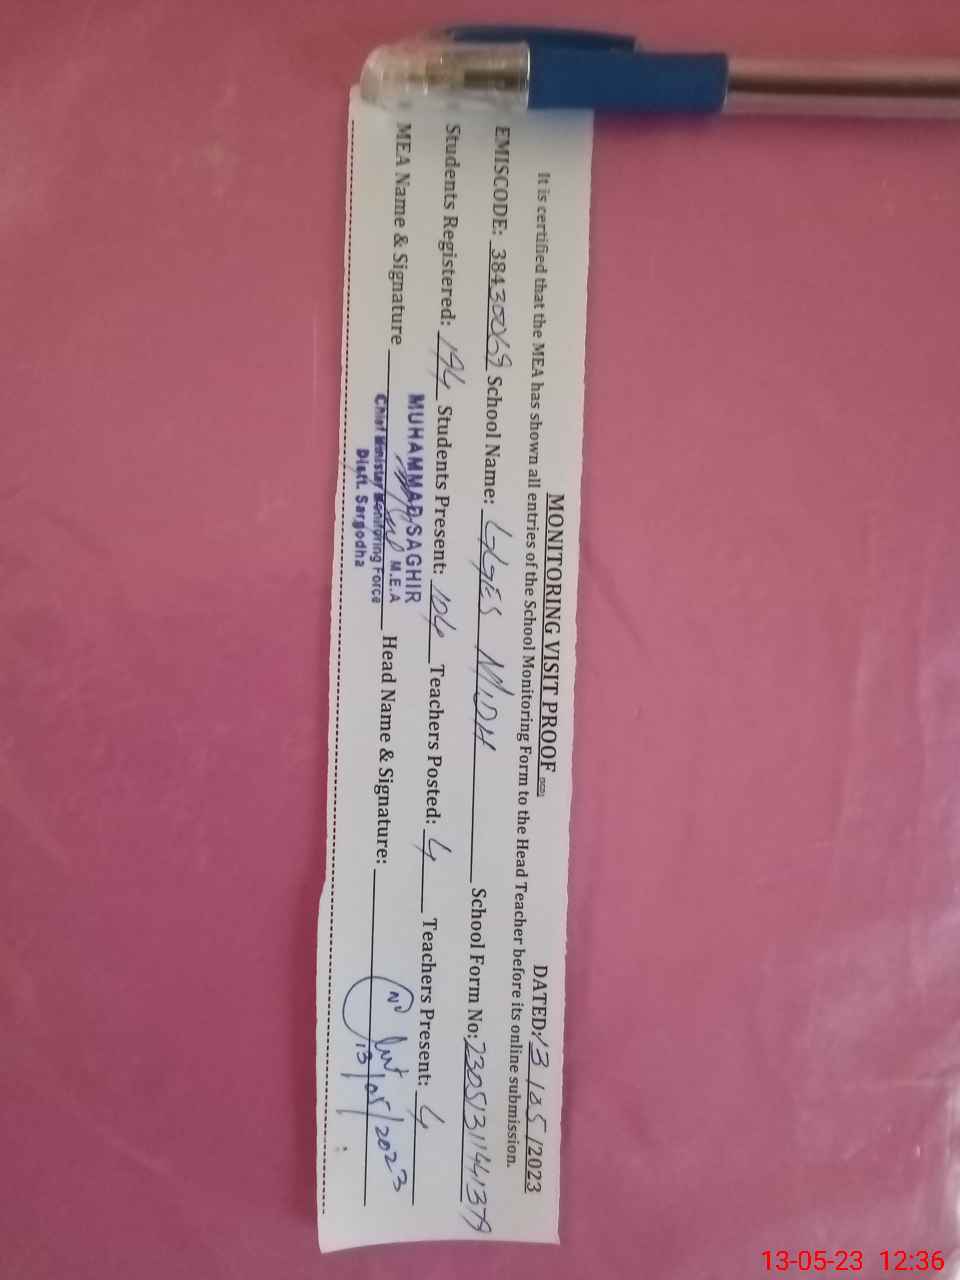 MONITORING VISIT PROOF
DATED: 13/05/2023
It is certified that the MEA has shown all entries of the School Monitoring Form to the Head Teacher before its online submission.
EMISCODE: 38430069 School Name: GGES MIDH School Form No:
Students Registered: 194 Students Present: 104 Teachers Posted: 4 Teachers Present: 4
MEA Name & Signature Head Name & Signature:
MUHAMMAD SAGHIR
M.E.A
Chief Minister Monitoring Force
Distt. Sargodha
13/05/2023
13-05-23 12:36